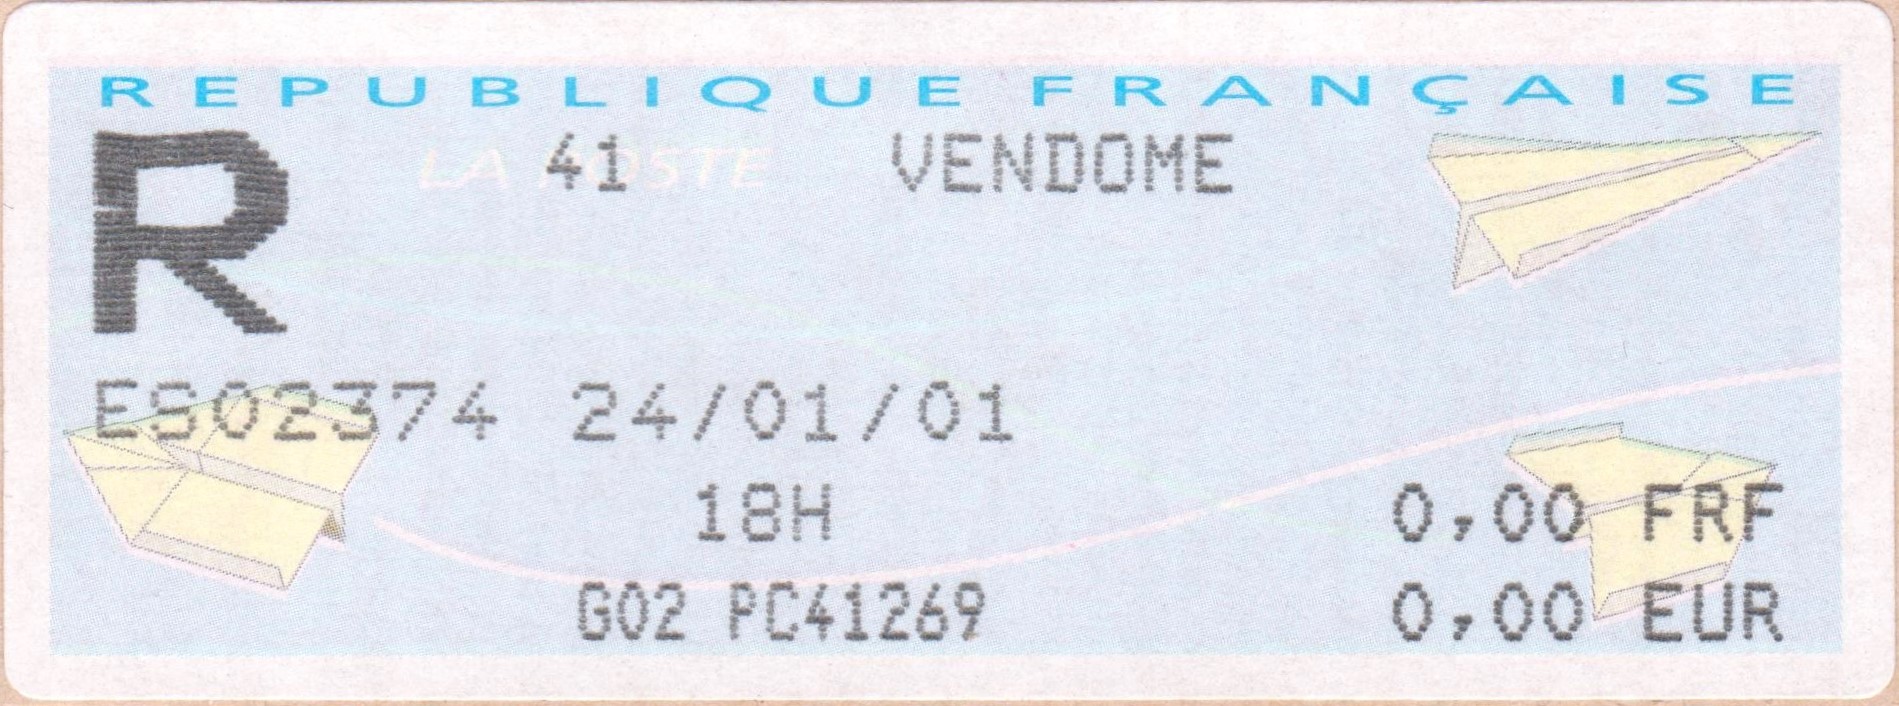 REPUBLIQUE FRANÇAISE
LA POSTE
R 41 VENDOME
ES02374 24/01/01
18H 0,00 FRF
G02 PC41269 0,00 EUR